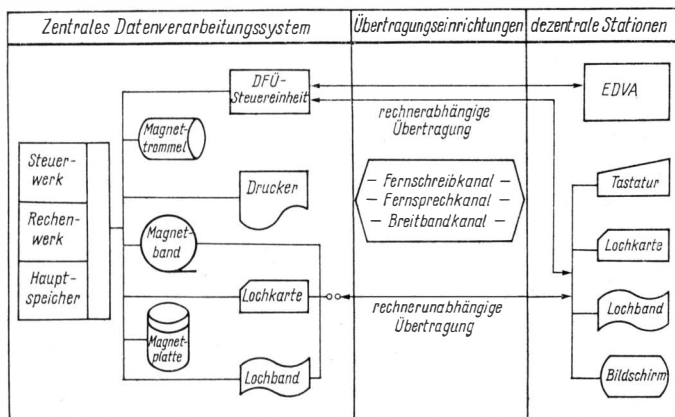 Zentrales Datenverarbeitungssystem
Übertragungseinrichtungen
dezentrale Stationen
DFÜ-
Steuereinheit
Magnet-
trommel
Steuer-
werk
Rechen-
werk
Haupt-
speicher
Drucker
Magnet-
band
Lochkarte
Magnet-
platte
Lochband
rechnerabhängige
Übertragung
— Fernschreibkanal —
— Fernsprechkanal —
— Breitbandkanal —
rechnerunabhängige
Übertragung
EDVA
Tastatur
Lochkarte
Lochband
Bildschirm